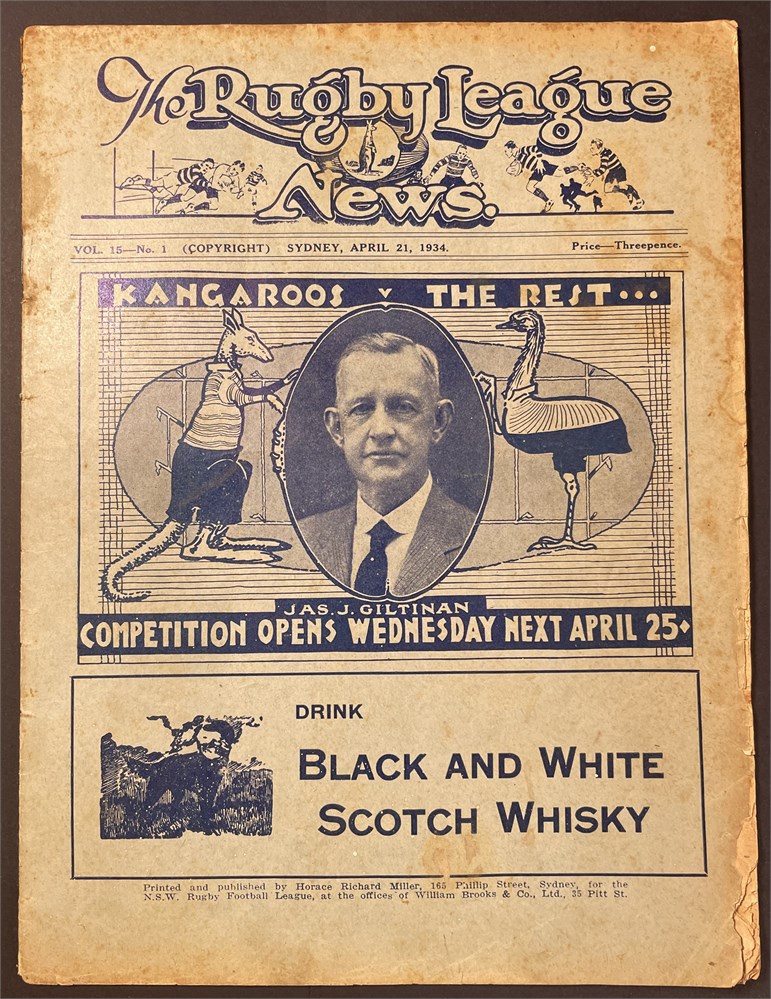 The Rugby League
News.
VOL. 15—No. 1 (COPYRIGHT) SYDNEY, APRIL 21, 1934. Price—Threepence.
KANGAROOS V THE REST...
JAS. J. GILTINAN
COMPETITION OPENS WEDNESDAY NEXT APRIL 25.
DRINK
BLACK AND WHITE
SCOTCH WHISKY
Printed and published by Horace Richard Miller, 165 Phillip Street, Sydney, for the
N.S.W. Rugby Football League, at the offices of William Brooks & Co., Ltd., 35 Pitt St.